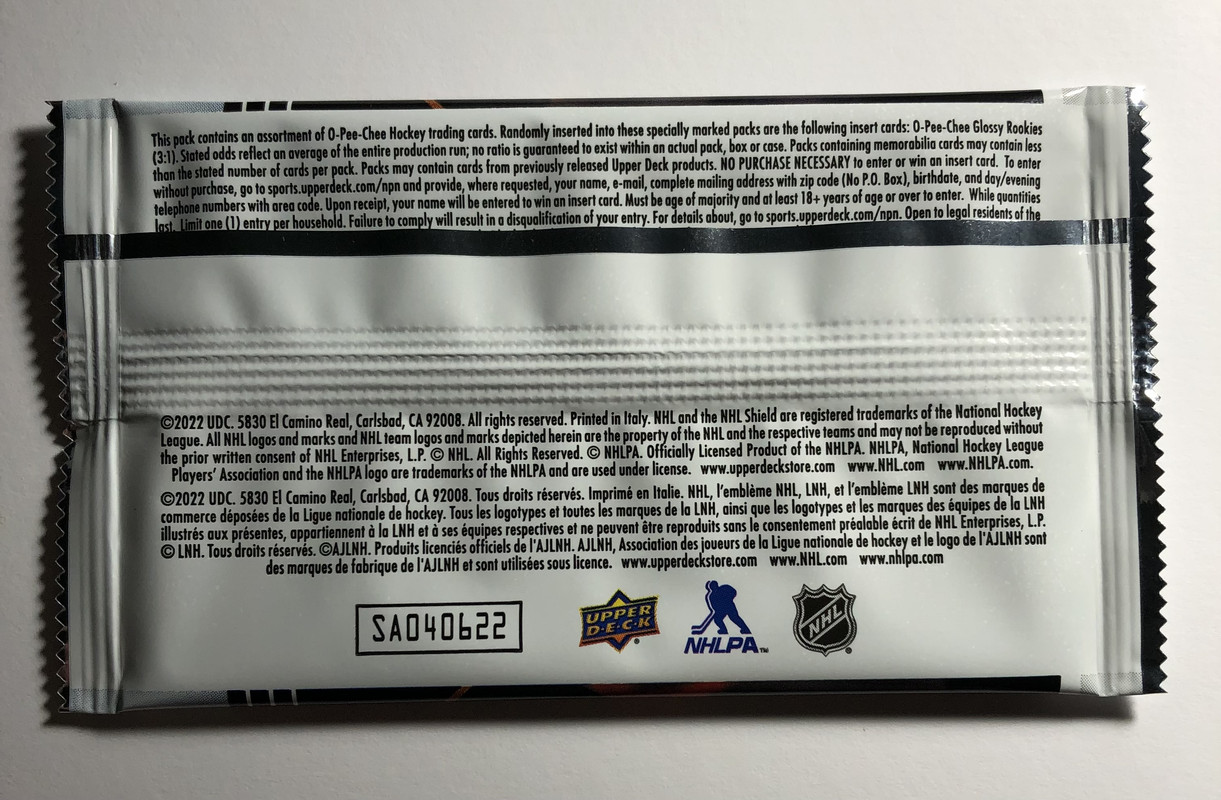 This pack contains an assortment of O-Pee-Chee Hockey trading cards. Randomly inserted into these specially marked packs are the following insert cards: O-Pee-Chee Glossy Rookies
(3:1). Stated odds reflect an average of the entire production run; no ratio is guaranteed to exist within an actual pack, box or case. Packs containing memorabilia cards may contain less
than the stated number of cards per pack. Packs may contain cards from previously released Upper Deck products. NO PURCHASE NECESSARY to enter or win an insert card. To enter
without purchase, go to sports.upperdeck.com/npn and provide, where requested, your name, e-mail, complete mailing address with zip code (No P.O. Box), birthdate, and day/evening
telephone numbers with area code. Upon receipt, your name will be entered to win an insert card. Must be age of majority and at least 18+ years of age or over to enter. While quantities
last. Limit one (1) entry per household. Failure to comply will result in a disqualification of your entry. For details about, go to sports.upperdeck.com/npn. Open to legal residents of the
©2022 UDC. 5830 El Camino Real, Carlsbad, CA 92008. All rights reserved. Printed in Italy. NHL and the NHL Shield are registered trademarks of the National Hockey
League. All NHL logos and marks and NHL team logos and marks depicted herein are the property of the NHL and the respective teams and may not be reproduced without
the prior written consent of NHL Enterprises, L.P. © NHL. All Rights Reserved. © NHLPA. Officially Licensed Product of the NHLPA. NHLPA, National Hockey League
Players' Association and the NHLPA logo are trademarks of the NHLPA and are used under license. www.upperdeckstore.com www.NHL.com www.NHLPA.com.
©2022 UDC. 5830 El Camino Real, Carlsbad, CA 92008. Tous droits réservés. Imprimé en Italie. NHL, l'emblème NHL, LNH, et l'emblème LNH sont des marques de
commerce déposées de la Ligue nationale de hockey. Tous les logotypes et toutes les marques de la LNH, ainsi que les logotypes et les marques des équipes de la LNH
illustrés aux présentes, appartiennent à la LNH et à ses équipes respectives et ne peuvent être reproduits sans le consentement préalable écrit de NHL Enterprises, L.P.
© LNH. Tous droits réservés. ©AJLNH. Produits licenciés officiels de l'AJLNH. AJLNH, Association des joueurs de la Ligue nationale de hockey et le logo de l'AJLNH sont
des marques de fabrique de l'AJLNH et sont utilisées sous licence. www.upperdeckstore.com www.NHL.com www.nhlpa.com
SA040622
UPPER
D·E·C·K
NHLPA™
NHL